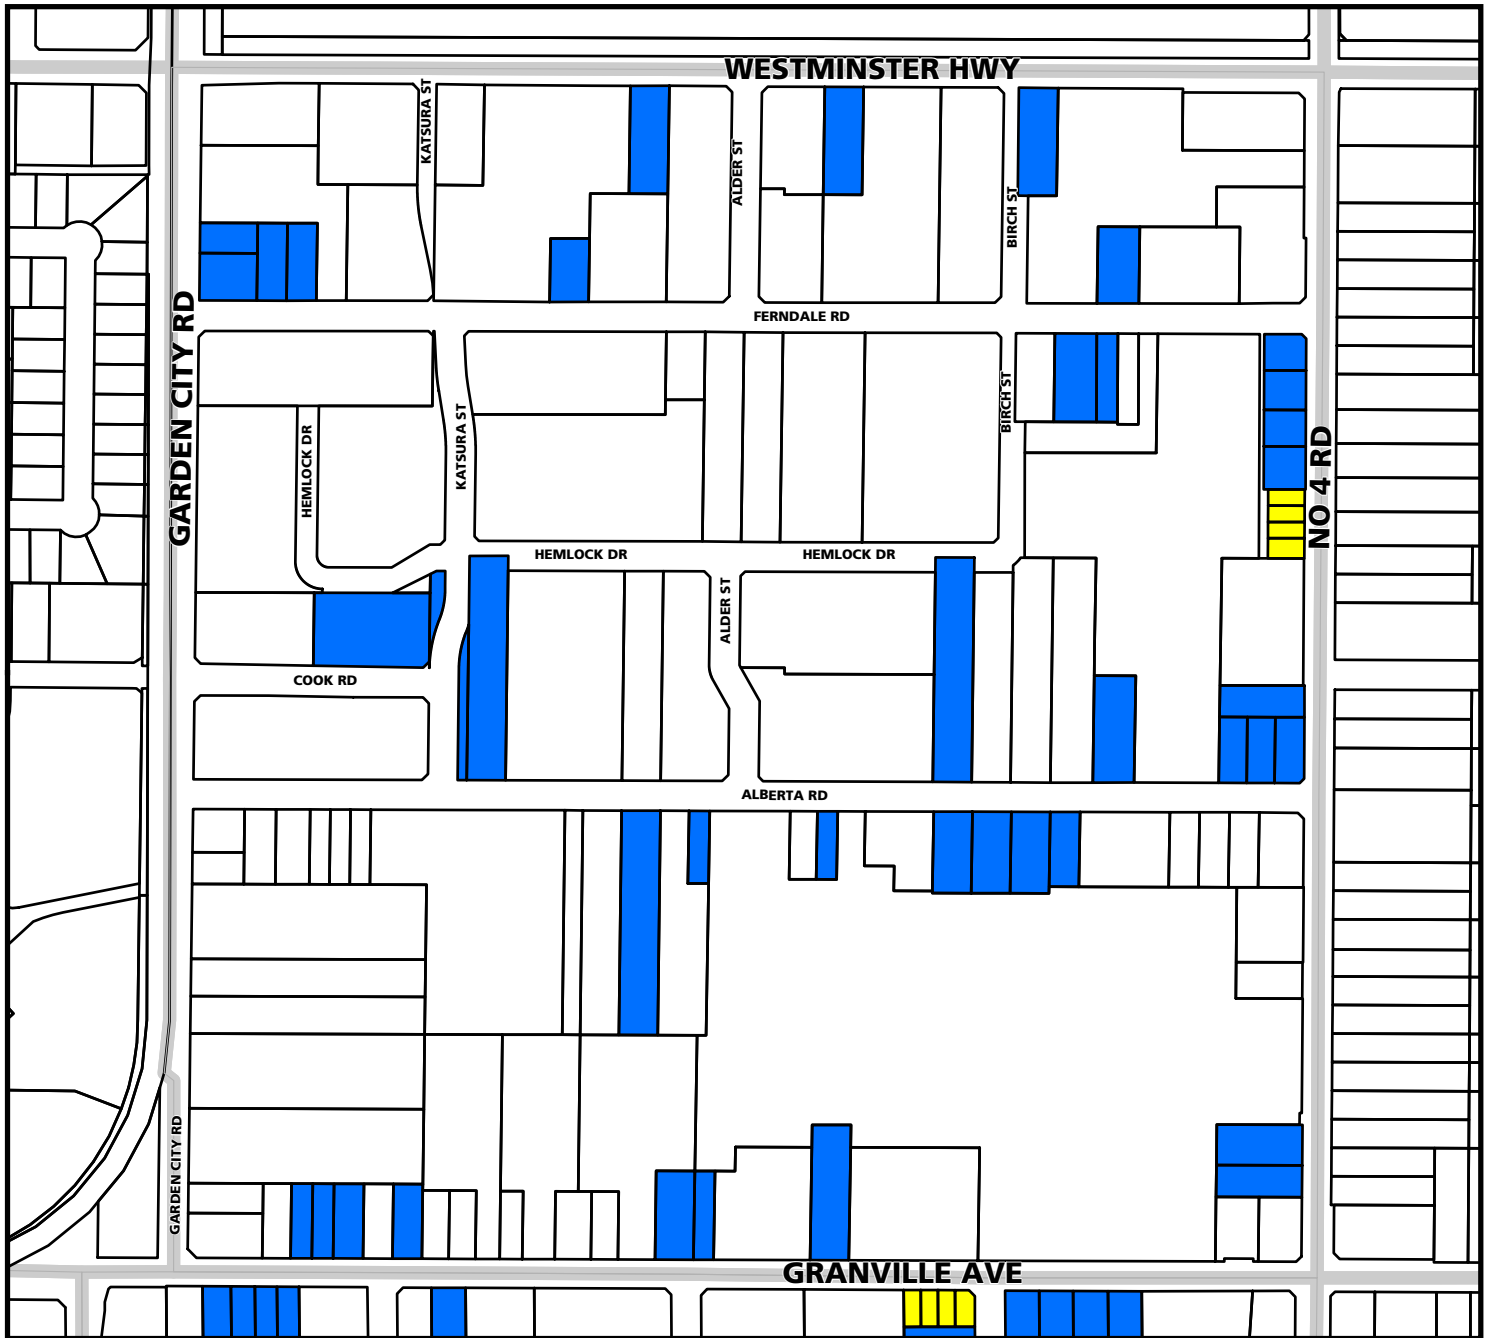 WESTMINSTER HWY
KATSURA ST
ALDER ST
BIRCH ST
GARDEN CITY RD
FERNDALE RD
BIRCH ST
KATSURA ST
HEMLOCK DR
NO 4 RD
HEMLOCK DR
HEMLOCK DR
ALDER ST
COOK RD
ALBERTA RD
GARDEN CITY RD
GRANVILLE AVE